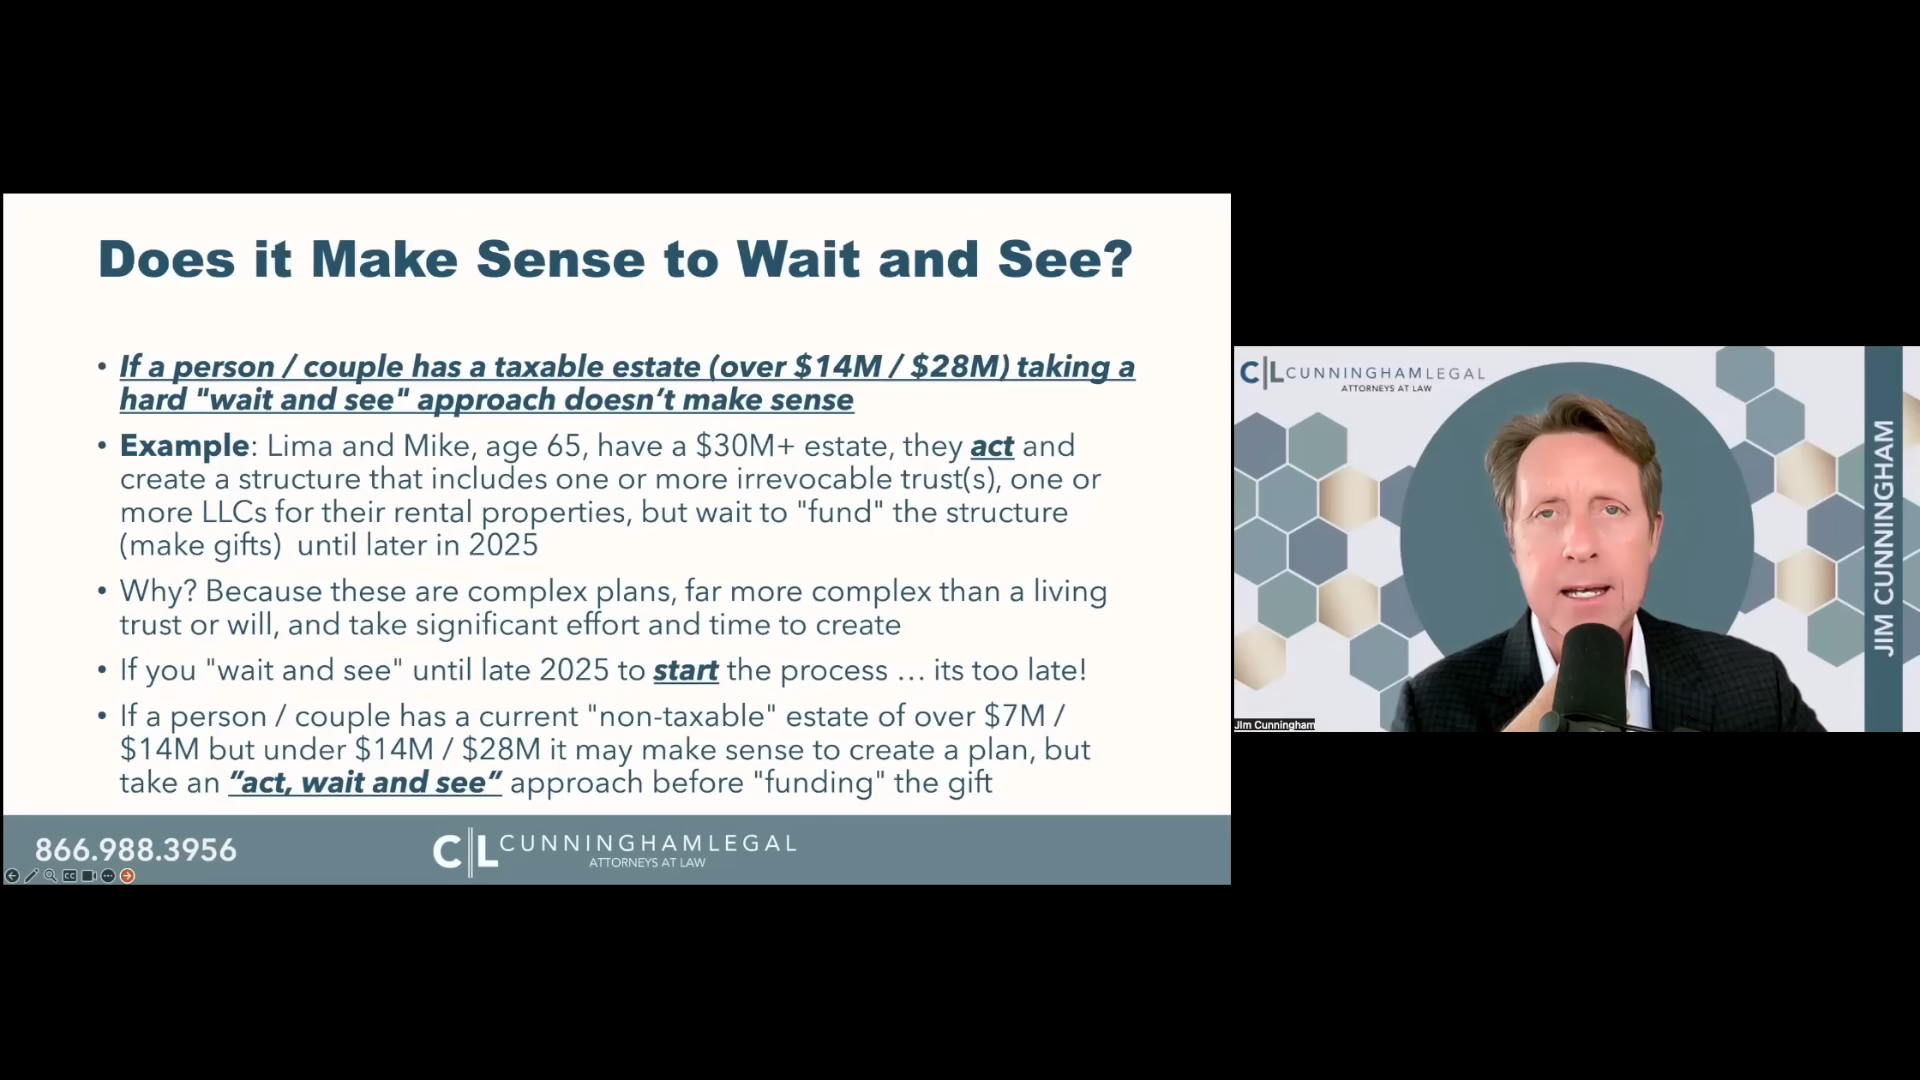 Does it Make Sense to Wait and See?
• If a person / couple has a taxable estate (over $14M / $28M) taking a
hard "wait and see" approach doesn’t make sense
• Example: Lima and Mike, age 65, have a $30M+ estate, they act and
create a structure that includes one or more irrevocable trust(s), one or
more LLCs for their rental properties, but wait to "fund" the structure
(make gifts)  until later in 2025
• Why? Because these are complex plans, far more complex than a living
trust or will, and take significant effort and time to create
• If you "wait and see" until late 2025 to start the process … its too late!
• If a person / couple has a current "non-taxable" estate of over $7M /
$14M but under $14M / $28M it may make sense to create a plan, but
take an “act, wait and see” approach before "funding" the gift
866.988.3956
C|L CUNNINGHAMLEGAL
ATTORNEYS AT LAW
CC
C|L CUNNINGHAMLEGAL
ATTORNEYS AT LAW
JIM CUNNINGHAM
Jim Cunningham